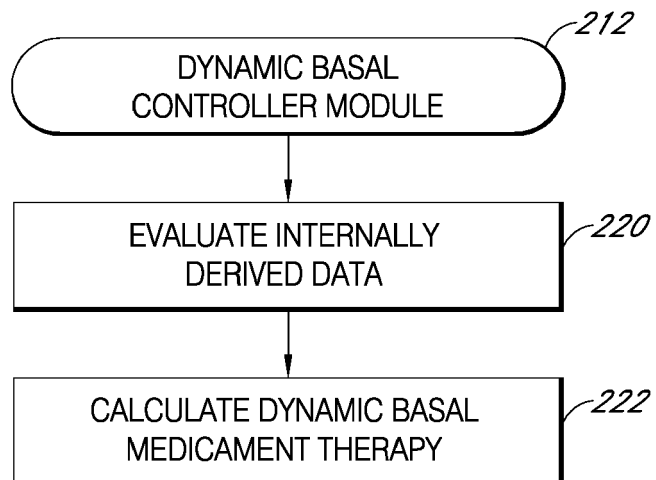 212
DYNAMIC BASAL
CONTROLLER MODULE
EVALUATE INTERNALLY
DERIVED DATA
220
CALCULATE DYNAMIC BASAL
MEDICAMENT THERAPY
222